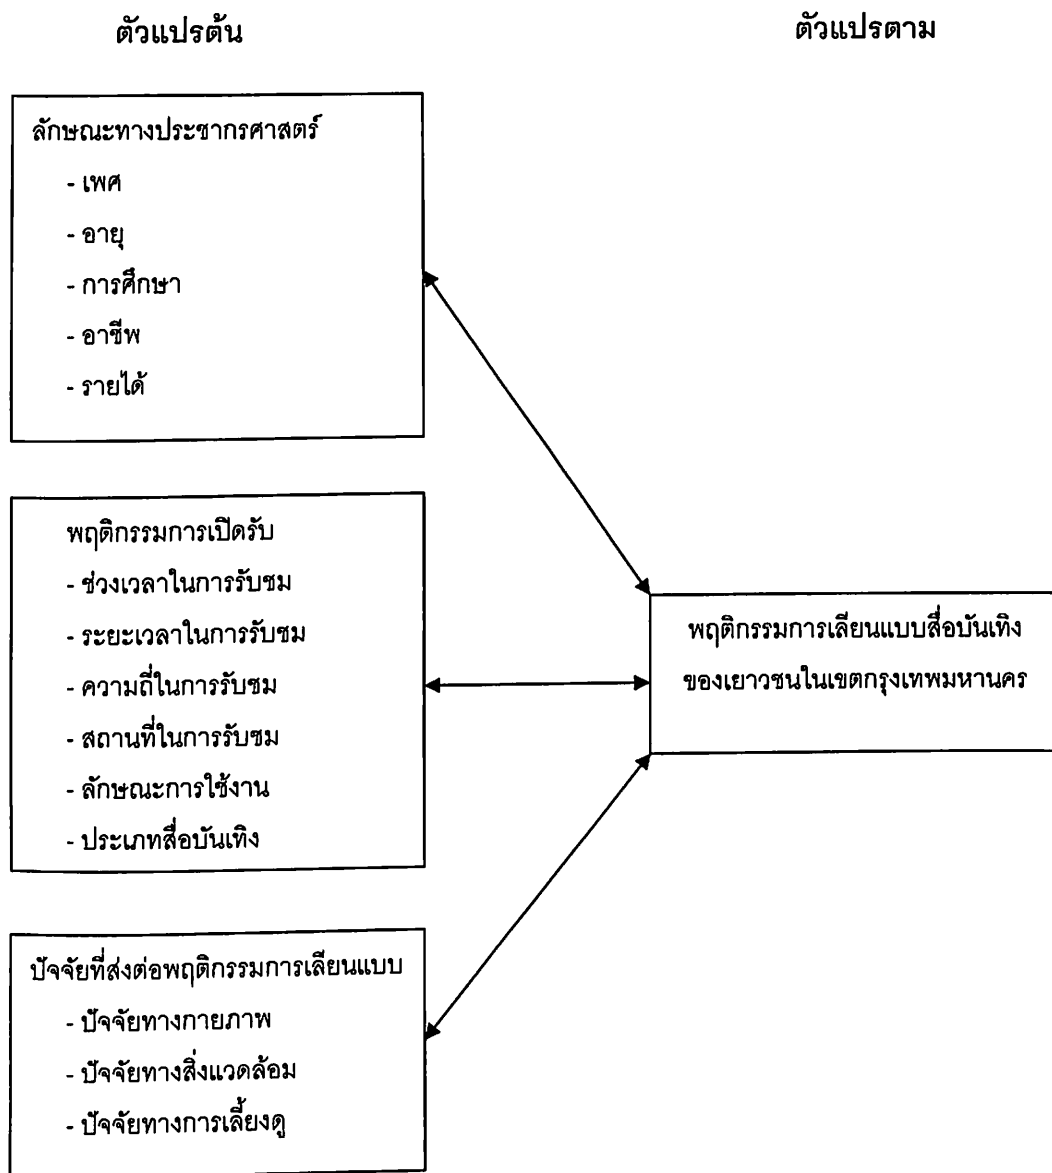 ตัวแปรต้น
ตัวแปรตาม
ลักษณะทางประชากรศาสตร์
- เพศ
- อายุ
- การศึกษา
- อาชีพ
- รายได้
พฤติกรรมการเปิดรับ
- ช่วงเวลาในการรับชม
- ระยะเวลาในการรับชม
- ความถี่ในการรับชม
- สถานที่ในการรับชม
- ลักษณะการใช้งาน
- ประเภทสื่อบันเทิง
พฤติกรรมการเลียนแบบสื่อบันเทิง
ของเยาวชนในเขตกรุงเทพมหานคร
ปัจจัยที่ส่งต่อพฤติกรรมการเลียนแบบ
- ปัจจัยทางกายภาพ
- ปัจจัยทางสิ่งแวดล้อม
- ปัจจัยทางการเลี้ยงดู